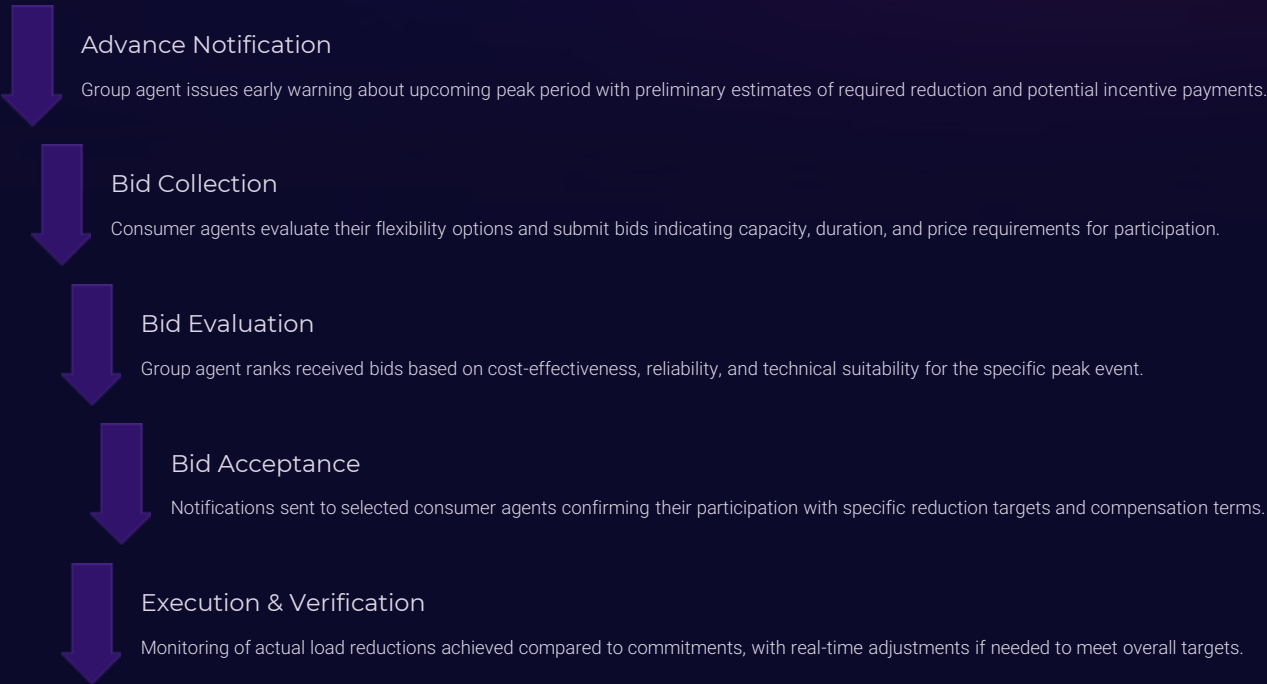 Advance Notification
Group agent issues early warning about upcoming peak period with preliminary estimates of required reduction and potential incentive payments.
Bid Collection
Consumer agents evaluate their flexibility options and submit bids indicating capacity, duration, and price requirements for participation.
Bid Evaluation
Group agent ranks received bids based on cost-effectiveness, reliability, and technical suitability for the specific peak event.
Bid Acceptance
Notifications sent to selected consumer agents confirming their participation with specific reduction targets and compensation terms.
Execution & Verification
Monitoring of actual load reductions achieved compared to commitments, with real-time adjustments if needed to meet overall targets.